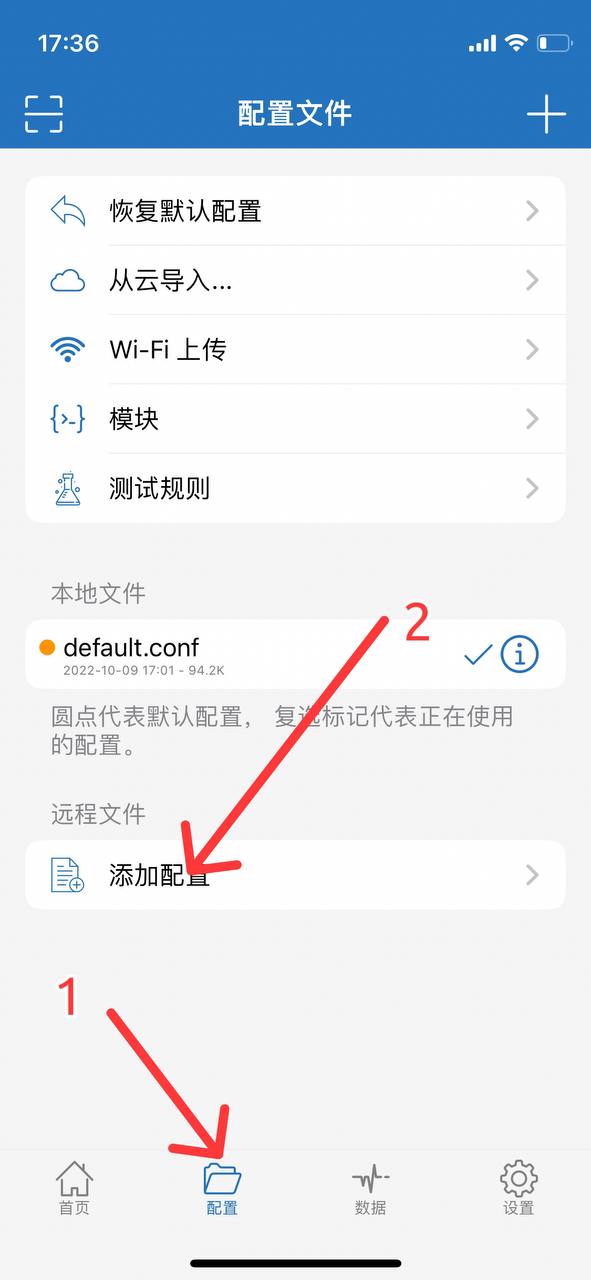 17:36
配置文件
恢复默认配置
从云导入...
Wi-Fi 上传
模块
测试规则
本地文件
2
default.conf
2022-10-09 17:01 - 94.2K
圆点代表默认配置， 复选标记代表正在使用
的配置。
远程文件
添加配置
1
首页
配置
数据
设置